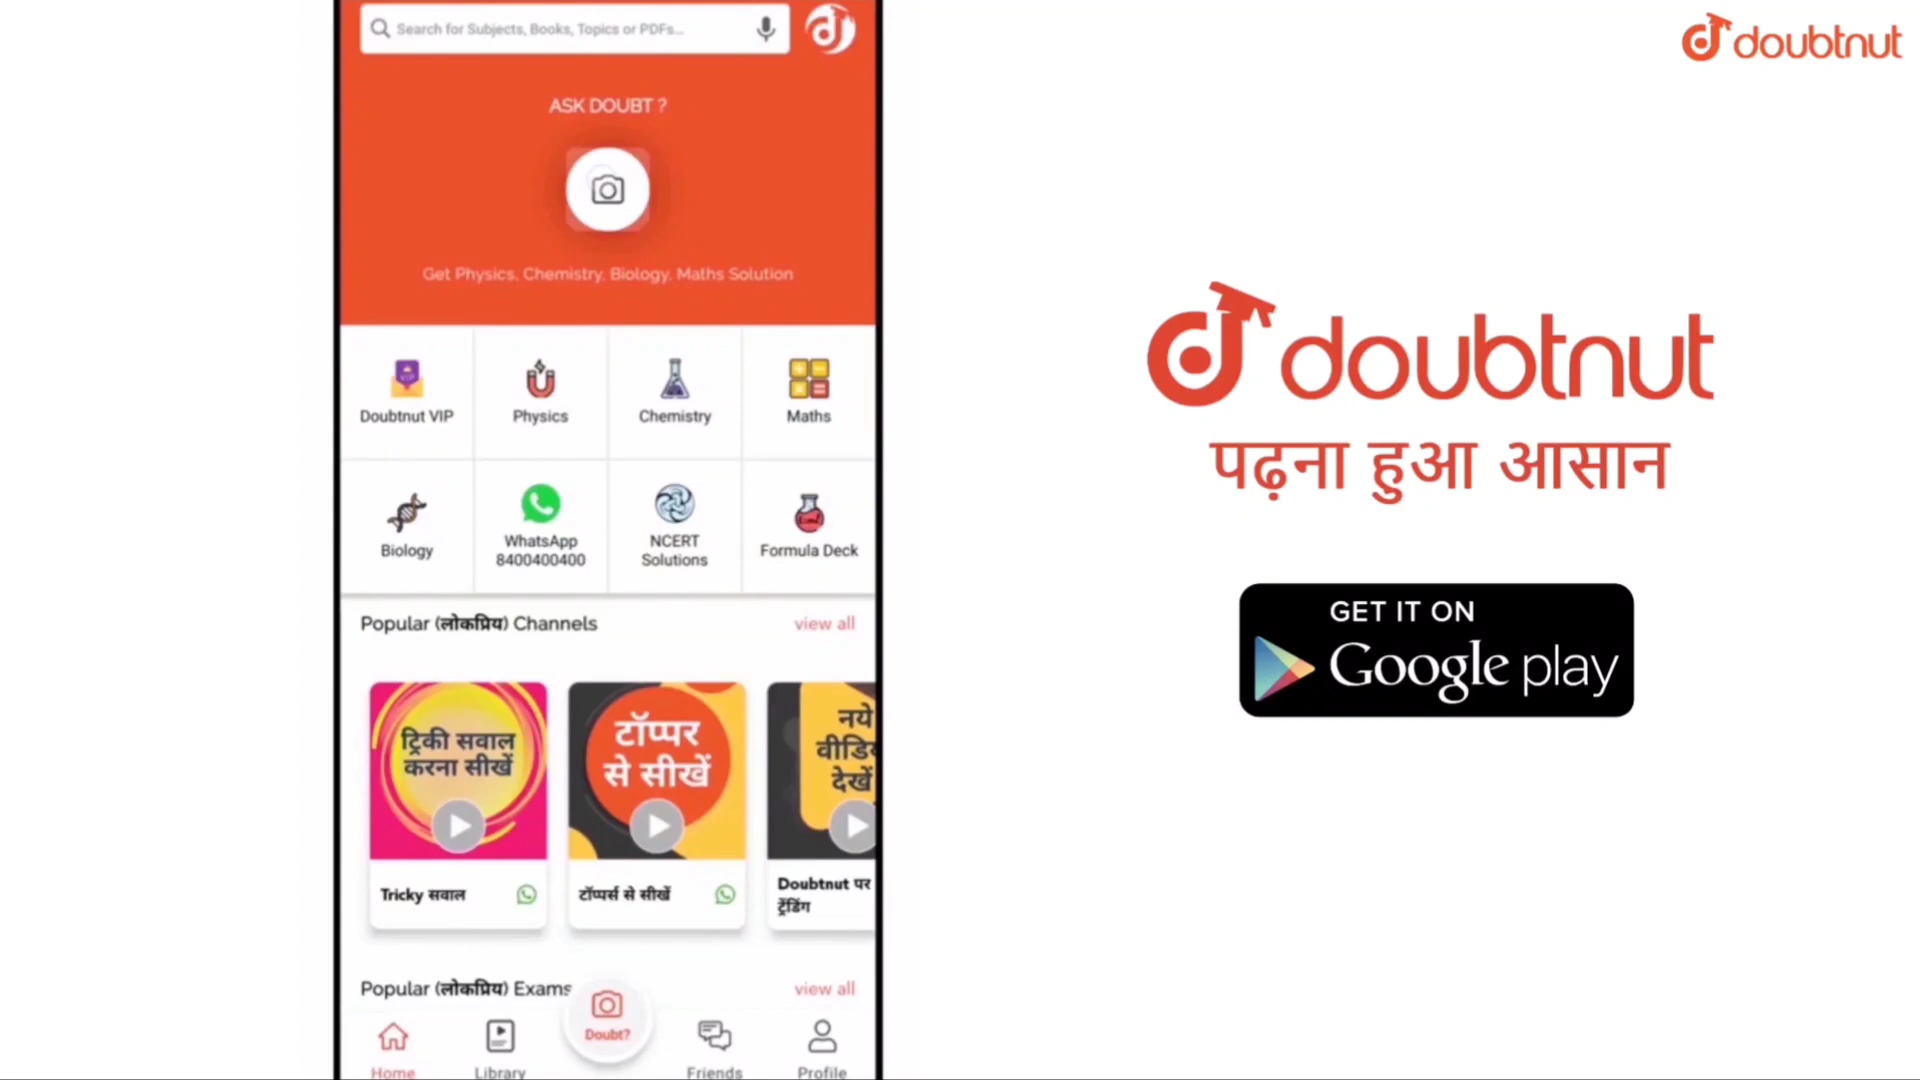 Search for Subjects, Books, Topics or PDFs...
ASK DOUBT ?
Get Physics, Chemistry, Biology, Maths Solution
Doubtnut VIP
Physics
Chemistry
Maths
Biology
WhatsApp
8400400400
NCERT
Solutions
Formula Deck
Popular (लोकप्रिय) Channels
view all
ट्रिकी सवाल
करना सीखें
टॉप्पर
से सीखें
नये
देखें
Tricky सवाल
टॉप्पर्स से सीखें
Doubtnut पर
ट्रेंडिंग
Popular (लोकप्रिय) Exams
view all
Doubt?
Home
Library
Friends
Profile
doubtnut
doubtnut
पढ़ना हुआ आसान
GET IT ON
Google play